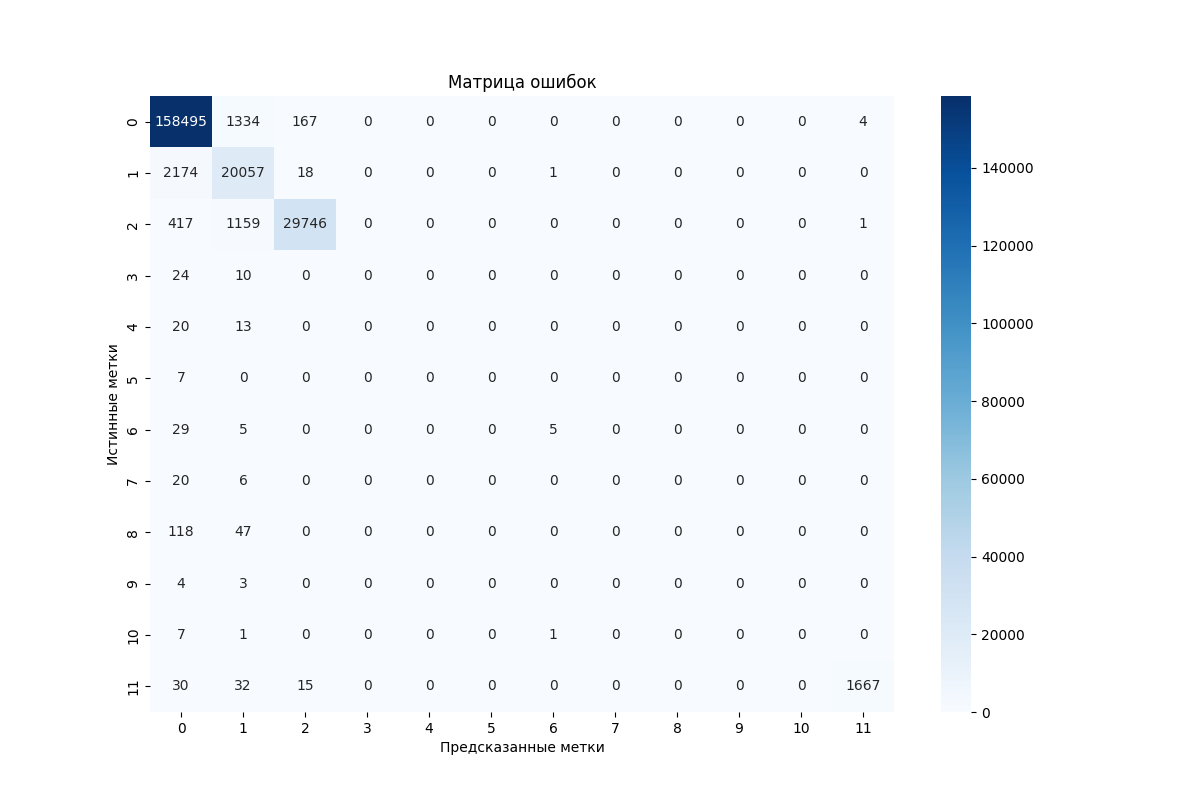 Матрица ошибок
0 158495 1334 167 0 0 0 0 0 0 0 0 4
1 2174 20057 18 0 0 0 1 0 0 0 0 0
2 417 1159 29746 0 0 0 0 0 0 0 0 1
3 24 10 0 0 0 0 0 0 0 0 0 0
4 20 13 0 0 0 0 0 0 0 0 0 0
5 7 0 0 0 0 0 0 0 0 0 0 0
6 29 5 0 0 0 0 5 0 0 0 0 0
7 20 6 0 0 0 0 0 0 0 0 0 0
8 118 47 0 0 0 0 0 0 0 0 0 0
9 4 3 0 0 0 0 0 0 0 0 0 0
10 7 1 0 0 0 0 1 0 0 0 0 0
11 30 32 15 0 0 0 0 0 0 0 0 1667
0 1 2 3 4 5 6 7 8 9 10 11
Предсказанные метки
Истинные метки
140000
120000
100000
80000
60000
40000
20000
0